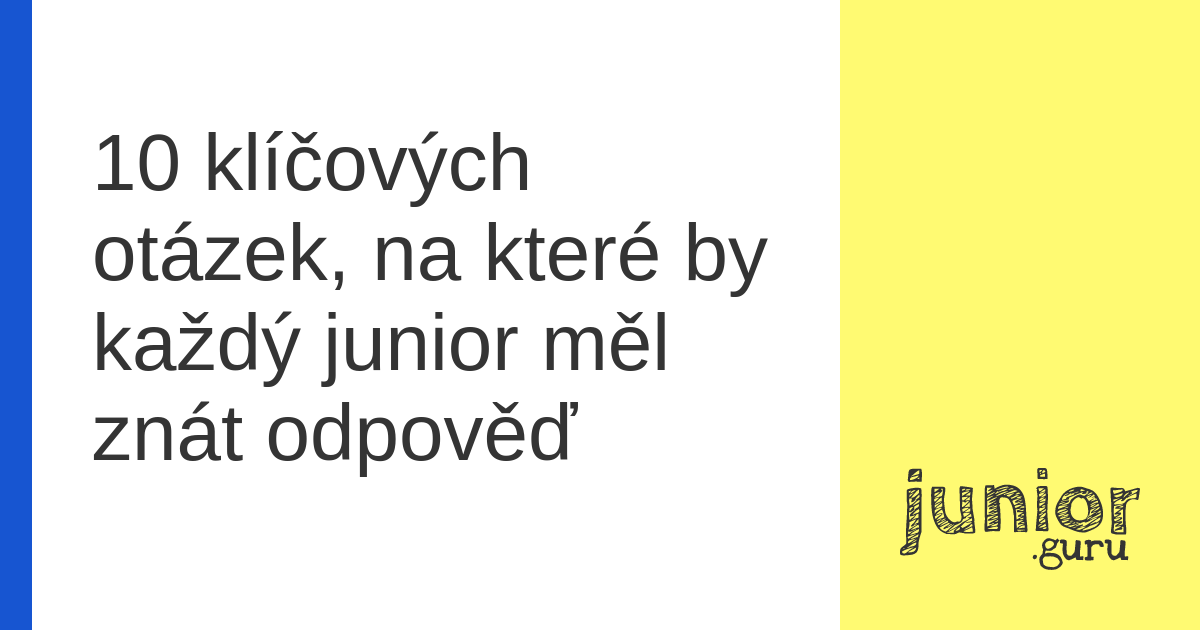 10 klíčových
otázek, na které by
každý junior měl
znát odpověď
junior
.guru